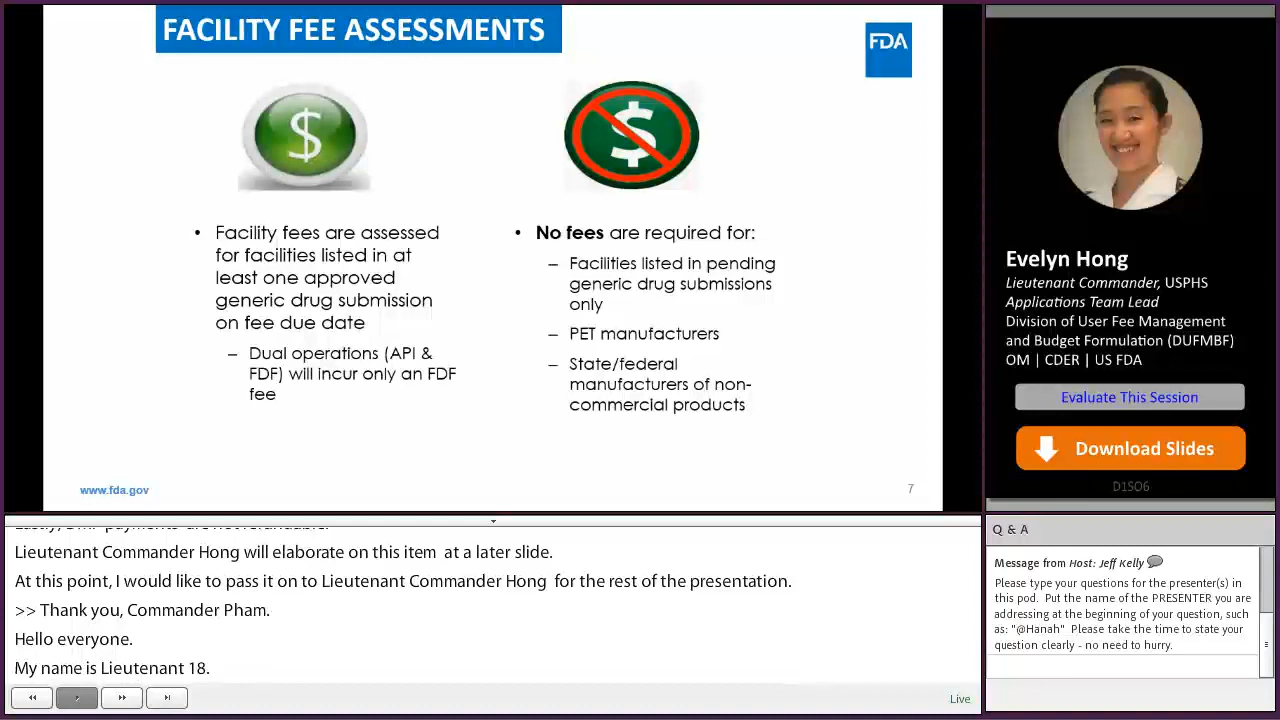 FACILITY FEE ASSESSMENTS
FDA
$
$
• Facility fees are assessed
for facilities listed in at
least one approved
generic drug submission
on fee due date
– Dual operations (API &
FDF) will incur only an FDF
fee
• No fees are required for:
– Facilities listed in pending
generic drug submissions
only
– PET manufacturers
– State/federal
manufacturers of non-
commercial products
www.fda.gov
7
Evelyn Hong
Lieutenant Commander, USPHS
Applications Team Lead
Division of User Fee Management
and Budget Formulation (DUFMBF)
OM | CDER | US FDA
Evaluate This Session
Download Slides
D1S06
Lieutenant Commander Hong will elaborate on this item at a later slide.
At this point, I would like to pass it on to Lieutenant Commander Hong for the rest of the presentation.
>> Thank you, Commander Pham.
Hello everyone.
My name is Lieutenant 18.
Live
Q & A
Message from Host: Jeff Kelly
Please type your questions for the presenter(s) in
this pod. Put the name of the PRESENTER you are
addressing at the beginning of your question, such
as: "@Hanah" Please take the time to state your
question clearly - no need to hurry.